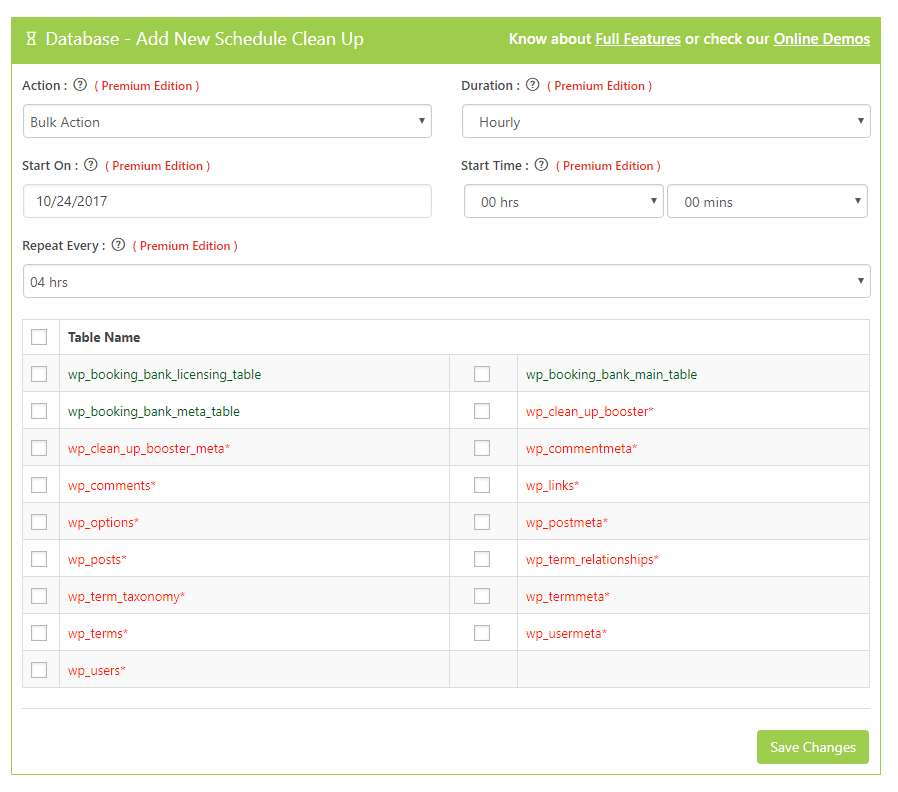 Database - Add New Schedule Clean Up Know about Full Features or check our Online Demos
Action : ( Premium Edition ) Duration : ( Premium Edition )
Bulk Action Hourly
Start On : ( Premium Edition ) Start Time : ( Premium Edition )
10/24/2017 00 hrs 00 mins
Repeat Every : ( Premium Edition )
04 hrs
Table Name
wp_booking_bank_licensing_table wp_booking_bank_main_table
wp_booking_bank_meta_table wp_clean_up_booster*
wp_clean_up_booster_meta* wp_commentmeta*
wp_comments* wp_links*
wp_options* wp_postmeta*
wp_posts* wp_term_relationships*
wp_term_taxonomy* wp_termmeta*
wp_terms* wp_usermeta*
wp_users*
Save Changes